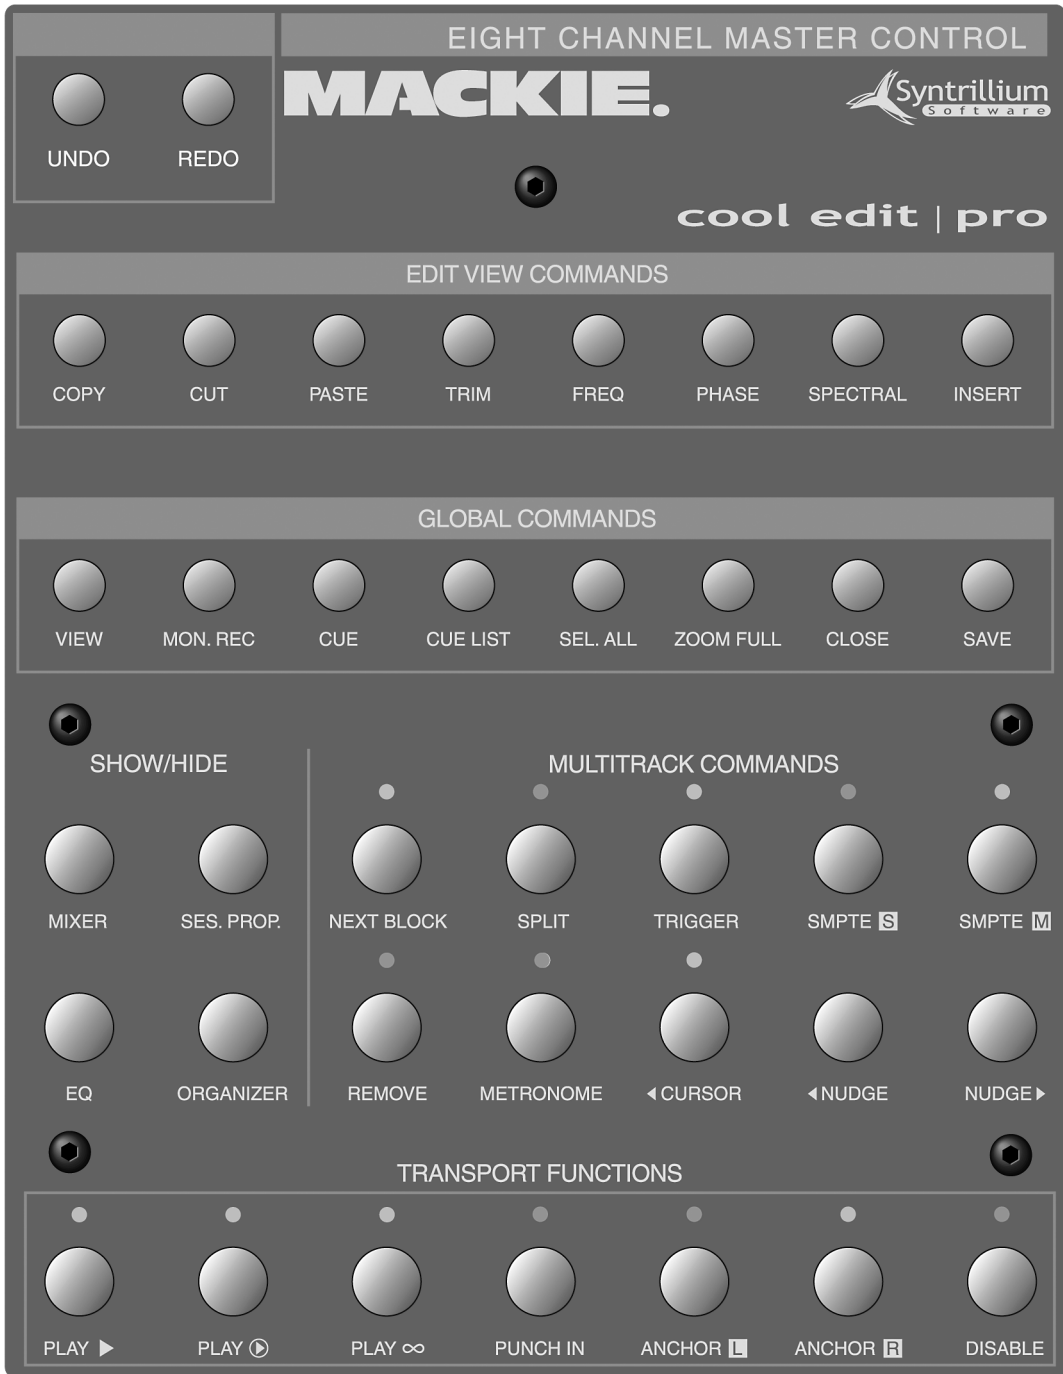 EIGHT CHANNEL MASTER CONTROL
MACKIE.
Syntrillium
Software
UNDO REDO
cool edit | pro
EDIT VIEW COMMANDS
COPY CUT PASTE TRIM FREQ PHASE SPECTRAL INSERT
GLOBAL COMMANDS
VIEW MON. REC CUE CUE LIST SEL. ALL ZOOM FULL CLOSE SAVE
SHOW/HIDE MULTITRACK COMMANDS
MIXER SES. PROP. NEXT BLOCK SPLIT TRIGGER SMPTE S SMPTE M
EQ ORGANIZER REMOVE METRONOME ◀CURSOR ◀NUDGE NUDGE▶
TRANSPORT FUNCTIONS
PLAY ▶ PLAY ▶ PLAY ∞ PUNCH IN ANCHOR L ANCHOR R DISABLE